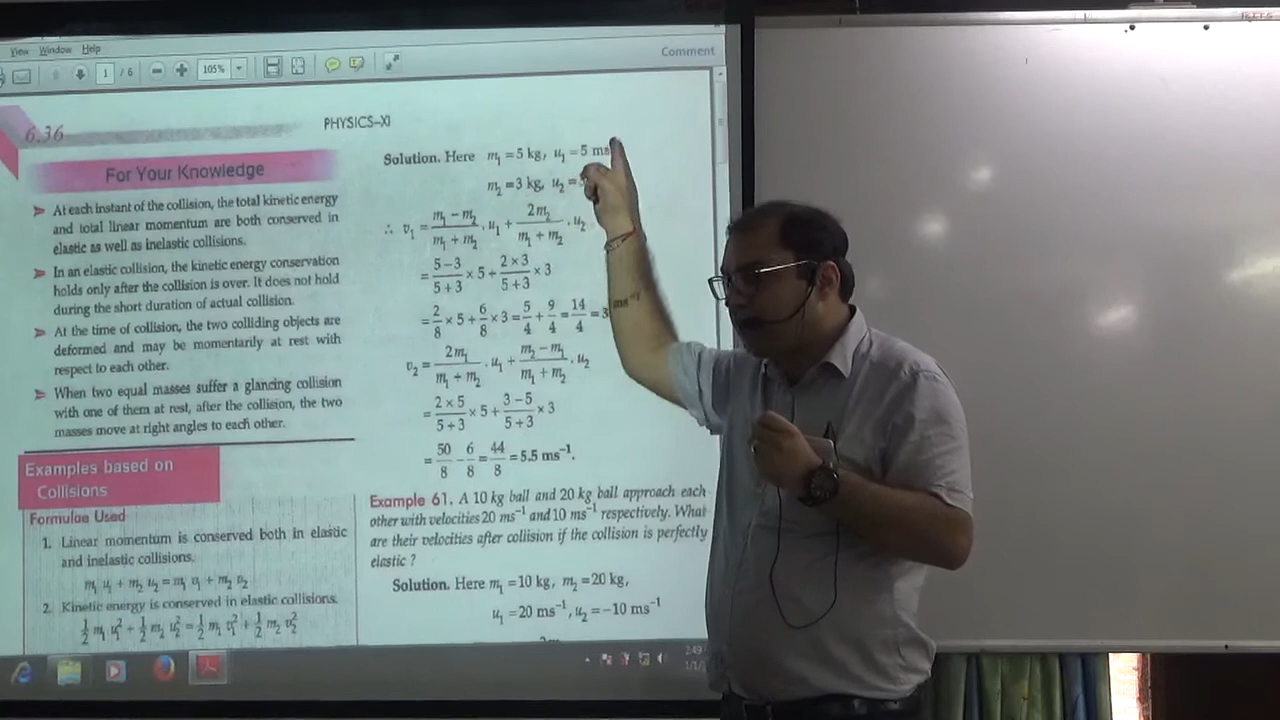 View Window Help
Comment
1 / 6
105%
6.36
PHYSICS–XI
For Your Knowledge
➤ At each instant of the collision, the total kinetic energy
and total linear momentum are both conserved in
elastic as well as inelastic collisions.
➤ In an elastic collision, the kinetic energy conservation
holds only after the collision is over. It does not hold
during the short duration of actual collision.
➤ At the time of collision, the two colliding objects are
deformed and may be momentarily at rest with
respect to each other.
➤ When two equal masses suffer a glancing collision
with one of them at rest, after the collision, the two
masses move at right angles to each other.
Examples based on
Collisions
Formulae Used
1. Linear momentum is conserved both in elastic
and inelastic collisions.
m₁ u₁ + m₂ u₂ = m₁ v₁ + m₂ v₂
2. Kinetic energy is conserved in elastic collisions.
½ m₁ u₁² + ½ m₂ u₂² = ½ m₁ v₁² + ½ m₂ v₂²
Solution. Here m₁ = 5 kg, u₁ = 5 ms
m₂ = 3 kg, u₂ =
∴ v₁ = (m₁ − m₂)/(m₁ + m₂) . u₁ + 2m₂/(m₁ + m₂) . u₂
= (5−3)/(5+3) × 5 + (2×3)/(5+3) × 3
= 2/8 × 5 + 6/8 × 3 = 5/4 + 9/4 = 14/4 = 3
v₂ = 2m₁/(m₁ + m₂) . u₁ + (m₂ − m₁)/(m₁ + m₂) . u₂
= (2×5)/(5+3) × 5 + (3−5)/(5+3) × 3
= 50/8 − 6/8 = 44/8 = 5.5 ms⁻¹.
Example 61. A 10 kg ball and 20 kg ball approach each
other with velocities 20 ms⁻¹ and 10 ms⁻¹ respectively. What
are their velocities after collision if the collision is perfectly
elastic ?
Solution. Here m₁ = 10 kg, m₂ = 20 kg,
u₁ = 20 ms⁻¹, u₂ = −10 ms⁻¹